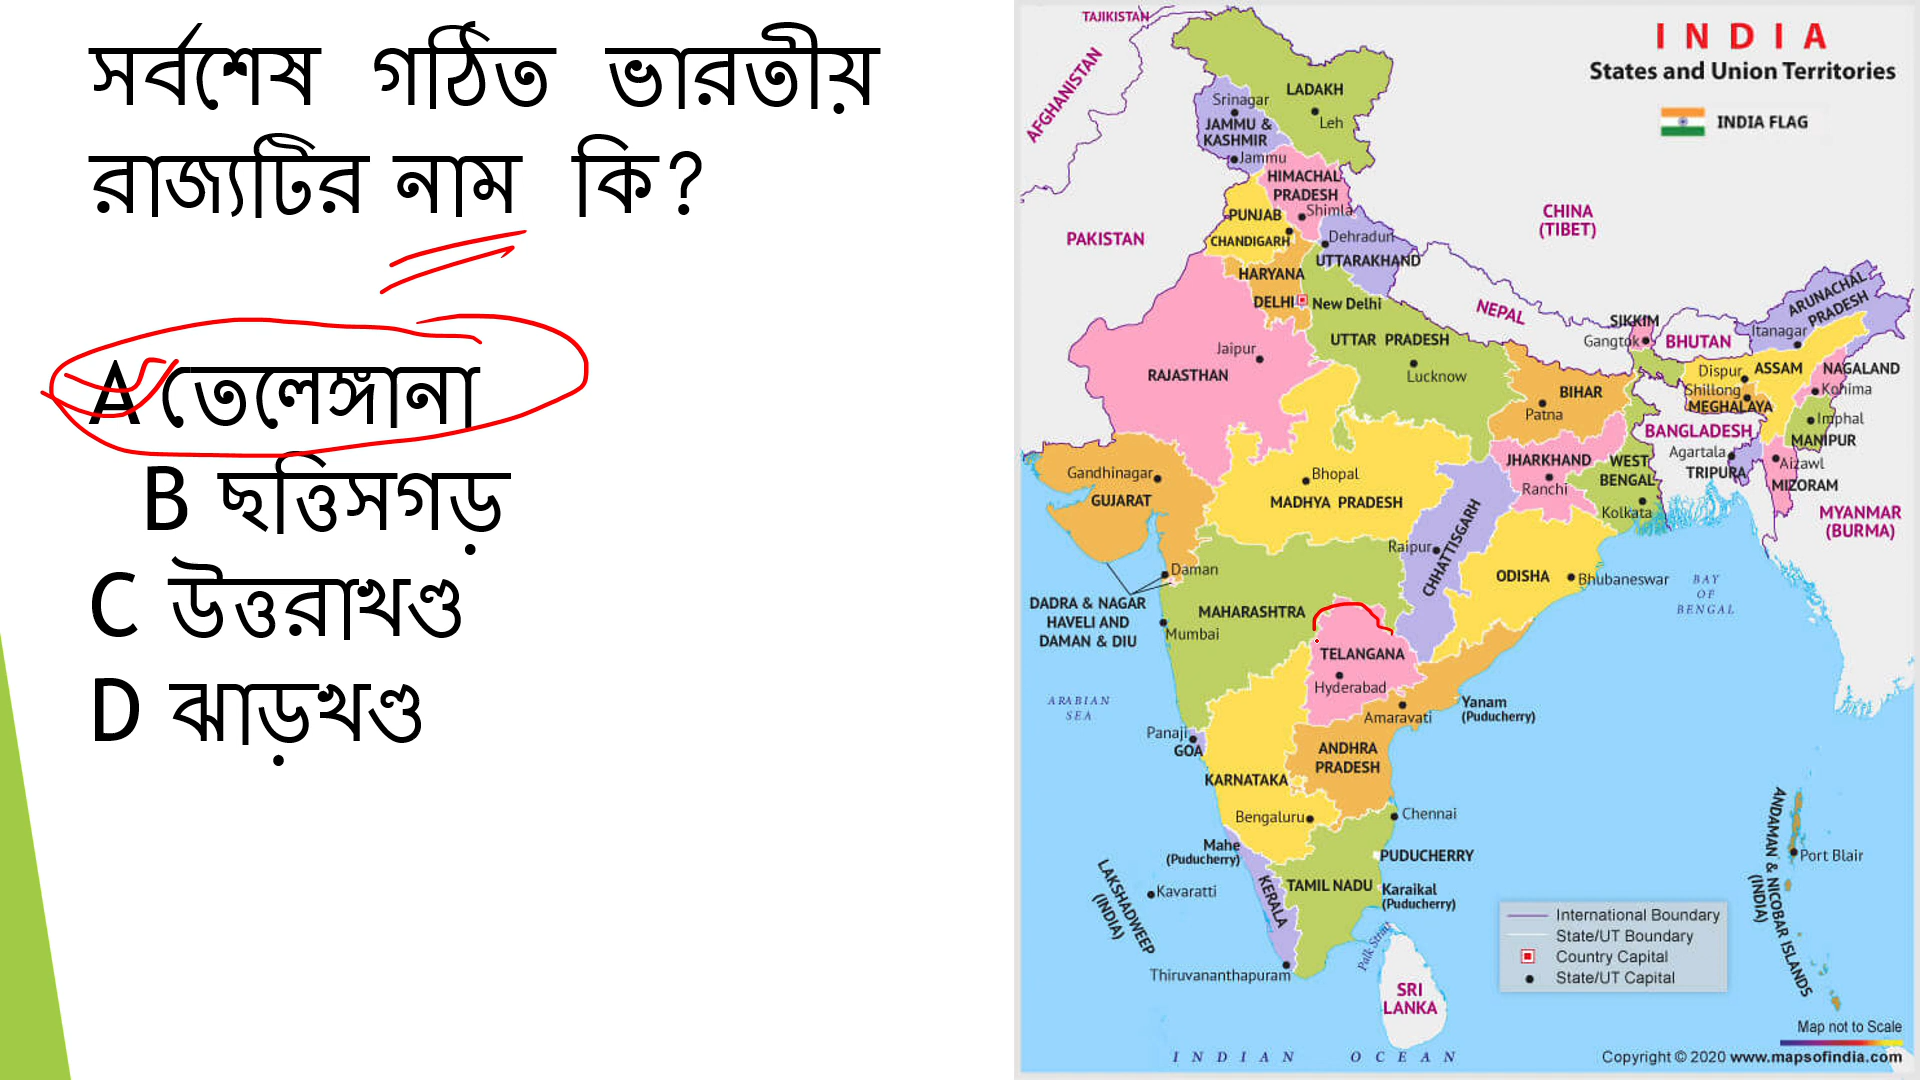 সর্বশেষ গঠিত ভারতীয়
রাজ্যটির নাম কি?
A তেলেঙ্গানা
B ছত্তিসগড়
C উত্তরাখণ্ড
D ঝাড়খণ্ড
INDIA
States and Union Territories
INDIA FLAG
TAJIKISTAN
AFGHANISTAN
LADAKH
Leh
Srinagar
JAMMU &
KASHMIR
Jammu
HIMACHAL
PRADESH
Shimla
PUNJAB
CHANDIGARH
Dehradun
UTTARAKHAND
PAKISTAN
CHINA
(TIBET)
HARYANA
DELHI
New Delhi
NEPAL
UTTAR PRADESH
Lucknow
Jaipur
RAJASTHAN
SIKKIM
Gangtok
BHUTAN
ARUNACHAL
PRADESH
Itanagar
Dispur
ASSAM
NAGALAND
Kohima
Shillong
MEGHALAYA
Imphal
MANIPUR
BIHAR
Patna
BANGLADESH
Agartala
TRIPURA
Aizawl
MIZORAM
MYANMAR
(BURMA)
Gandhinagar
GUJARAT
Bhopal
MADHYA PRADESH
JHARKHAND
Ranchi
WEST
BENGAL
Kolkata
Raipur
CHHATTISGARH
ODISHA
Bhubaneswar
BAY
OF
BENGAL
Daman
DADRA & NAGAR
HAVELI AND
DAMAN & DIU
MAHARASHTRA
Mumbai
TELANGANA
Hyderabad
ARABIAN
SEA
Amaravati
Yanam
(Puducherry)
Panaji
GOA
ANDHRA
PRADESH
KARNATAKA
Bengaluru
Chennai
Mahe
(Puducherry)
PUDUCHERRY
TAMIL NADU
Karaikal
(Puducherry)
KERALA
Kavaratti
LAKSHADWEEP
(INDIA)
Thiruvananthapuram
Palk Strait
SRI
LANKA
Port Blair
ANDAMAN & NICOBAR ISLANDS
(INDIA)
International Boundary
State/UT Boundary
Country Capital
State/UT Capital
Map not to Scale
INDIAN OCEAN
Copyright © 2020 www.mapsofindia.com